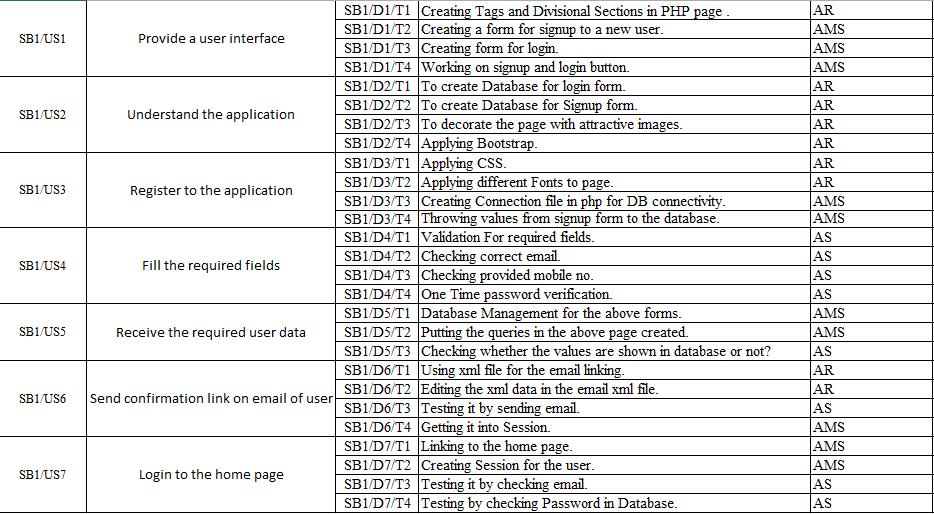 SB1/US1 Provide a user interface
SB1/D1/T1 Creating Tags and Divisional Sections in PHP page . AR
SB1/D1/T2 Creating a form for signup to a new user. AMS
SB1/D1/T3 Creating form for login. AMS
SB1/D1/T4 Working on signup and login button. AMS
SB1/US2 Understand the application
SB1/D2/T1 To create Database for login form. AR
SB1/D2/T2 To create Database for Signup form. AR
SB1/D2/T3 To decorate the page with attractive images. AR
SB1/D2/T4 Applying Bootstrap. AR
SB1/US3 Register to the application
SB1/D3/T1 Applying CSS. AR
SB1/D3/T2 Applying different Fonts to page. AR
SB1/D3/T3 Creating Connection file in php for DB connectivity. AMS
SB1/D3/T4 Throwing values from signup form to the database. AMS
SB1/US4 Fill the required fields
SB1/D4/T1 Validation For required fields. AS
SB1/D4/T2 Checking correct email. AS
SB1/D4/T3 Checking provided mobile no. AS
SB1/D4/T4 One Time password verification. AS
SB1/US5 Receive the required user data
SB1/D5/T1 Database Management for the above forms. AMS
SB1/D5/T2 Putting the queries in the above page created. AMS
SB1/D5/T3 Checking whether the values are shown in database or not? AS
SB1/US6 Send confirmation link on email of user
SB1/D6/T1 Using xml file for the email linking. AR
SB1/D6/T2 Editing the xml data in the email xml file. AR
SB1/D6/T3 Testing it by sending email. AS
SB1/D6/T4 Getting it into Session. AMS
SB1/US7 Login to the home page
SB1/D7/T1 Linking to the home page. AMS
SB1/D7/T2 Creating Session for the user. AMS
SB1/D7/T3 Testing it by checking email. AS
SB1/D7/T4 Testing by checking Password in Database. AS